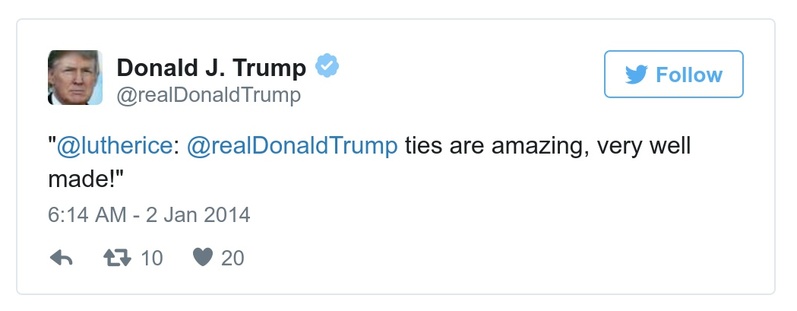 Donald J. Trump
@realDonaldTrump
Follow
"@lutherice: @realDonaldTrump ties are amazing, very well
made!"
6:14 AM - 2 Jan 2014
10 20